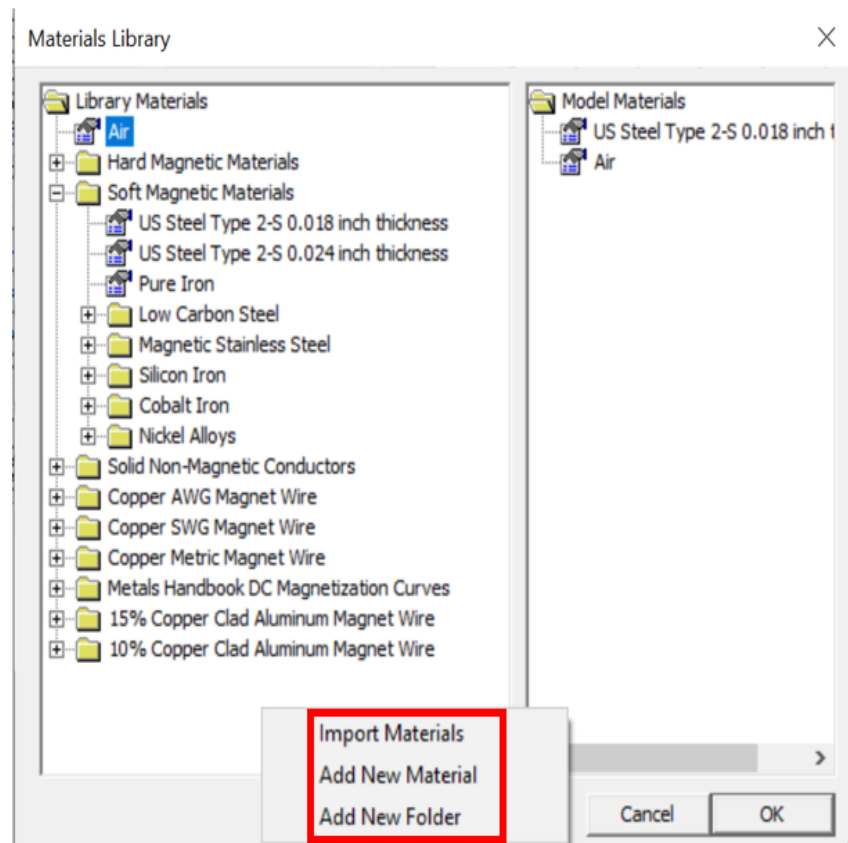 Materials Library
Library Materials
Air
Hard Magnetic Materials
Soft Magnetic Materials
US Steel Type 2-S 0.018 inch thickness
US Steel Type 2-S 0.024 inch thickness
Pure Iron
Low Carbon Steel
Magnetic Stainless Steel
Silicon Iron
Cobalt Iron
Nickel Alloys
Solid Non-Magnetic Conductors
Copper AWG Magnet Wire
Copper SWG Magnet Wire
Copper Metric Magnet Wire
Metals Handbook DC Magnetization Curves
15% Copper Clad Aluminum Magnet Wire
10% Copper Clad Aluminum Magnet Wire
Model Materials
US Steel Type 2-S 0.018 inch t
Air
Import Materials
Add New Material
Add New Folder
Cancel
OK